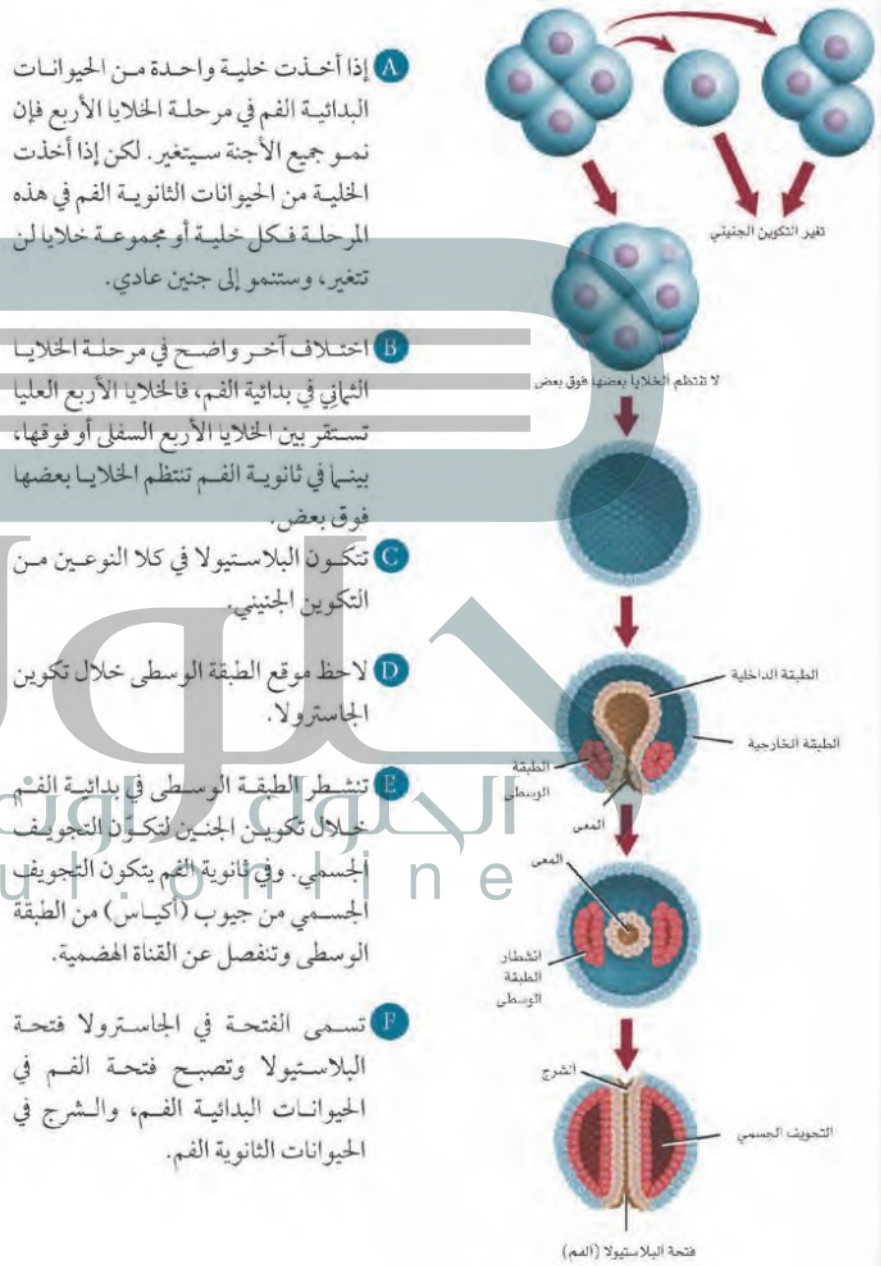 A إذا أخذت خلية واحدة من الحيوانات
البدائية الفم في مرحلة الخلايا الأربع فإن
نمو جميع الأجنة سيتغير. لكن إذا أخذت
الخلية من الحيوانات الثانوية الفم في هذه
المرحلة فكل خلية أو مجموعة خلايا لن
تتغير، وستنمو إلى جنين عادي.
B اختلاف آخر واضح في مرحلة الخلايا
الثماني في بدائية الفم، فالخلايا الأربع العليا
تستقر بين الخلايا الأربع السفلى أو فوقها،
بينما في ثانوية الفم تنتظم الخلايا بعضها
فوق بعض.
C تتكون البلاستيولا في كلا النوعين من
التكوين الجنيني.
D لاحظ موقع الطبقة الوسطى خلال تكوين
الجاسترولا.
E تنشطر الطبقة الوسطى في بدائية الفم
خلال تكوين الجنين لتكوّن التجويف
الجسمي. وفي ثانوية الفم يتكون التجويف
الجسمي من جيوب (أكياس) من الطبقة
الوسطى وتنفصل عن القناة الهضمية.
F تسمى الفتحة في الجاسترولا فتحة
البلاستيولا وتصبح فتحة الفم في
الحيوانات البدائية الفم، والشرج في
الحيوانات الثانوية الفم.
تغير التكوين الجنيني
لا تنتظم الخلايا بعضها فوق بعض
الطبقة الداخلية
الطبقة الخارجية
الطبقة
الوسطى
المعى
المعى
انشطار
الطبقة
الوسطى
الشرج
التجويف الجسمي
فتحة البلاستيولا (الفم)
الحلول اون
ul.online